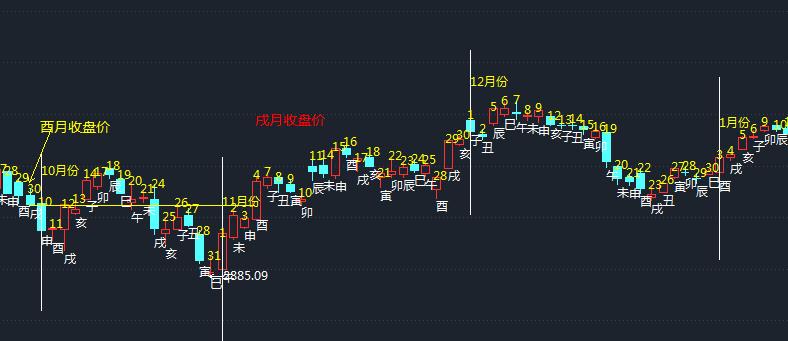 12月份
1月份
酉月收盘价
戌月收盘价
10月份
11月份
2885.09
28
29
30
10
11
12
13
14
17
18
19
20
21
24
25
26
27
28
31
1
2
3
4
7
8
9
10
11
14
15
16
17
18
21
22
23
24
25
28
29
30
1
2
5
6
7
8
9
12
13
14
15
16
19
20
21
22
23
26
27
28
29
30
3
4
5
6
9
10
未
申
酉
戌
申
酉
戌
亥
子
卯
辰
巳
午
未
戌
亥
子
丑
寅
巳
午
未
申
酉
戌
亥
子
丑
寅
卯
辰
未
申
酉
戌
亥
寅
卯
辰
巳
午
酉
戌
亥
子
丑
辰
巳
午
未
申
亥
子
丑
寅
卯
午
未
申
酉
戌
丑
寅
卯
辰
巳
酉
戌
亥
子
卯
辰